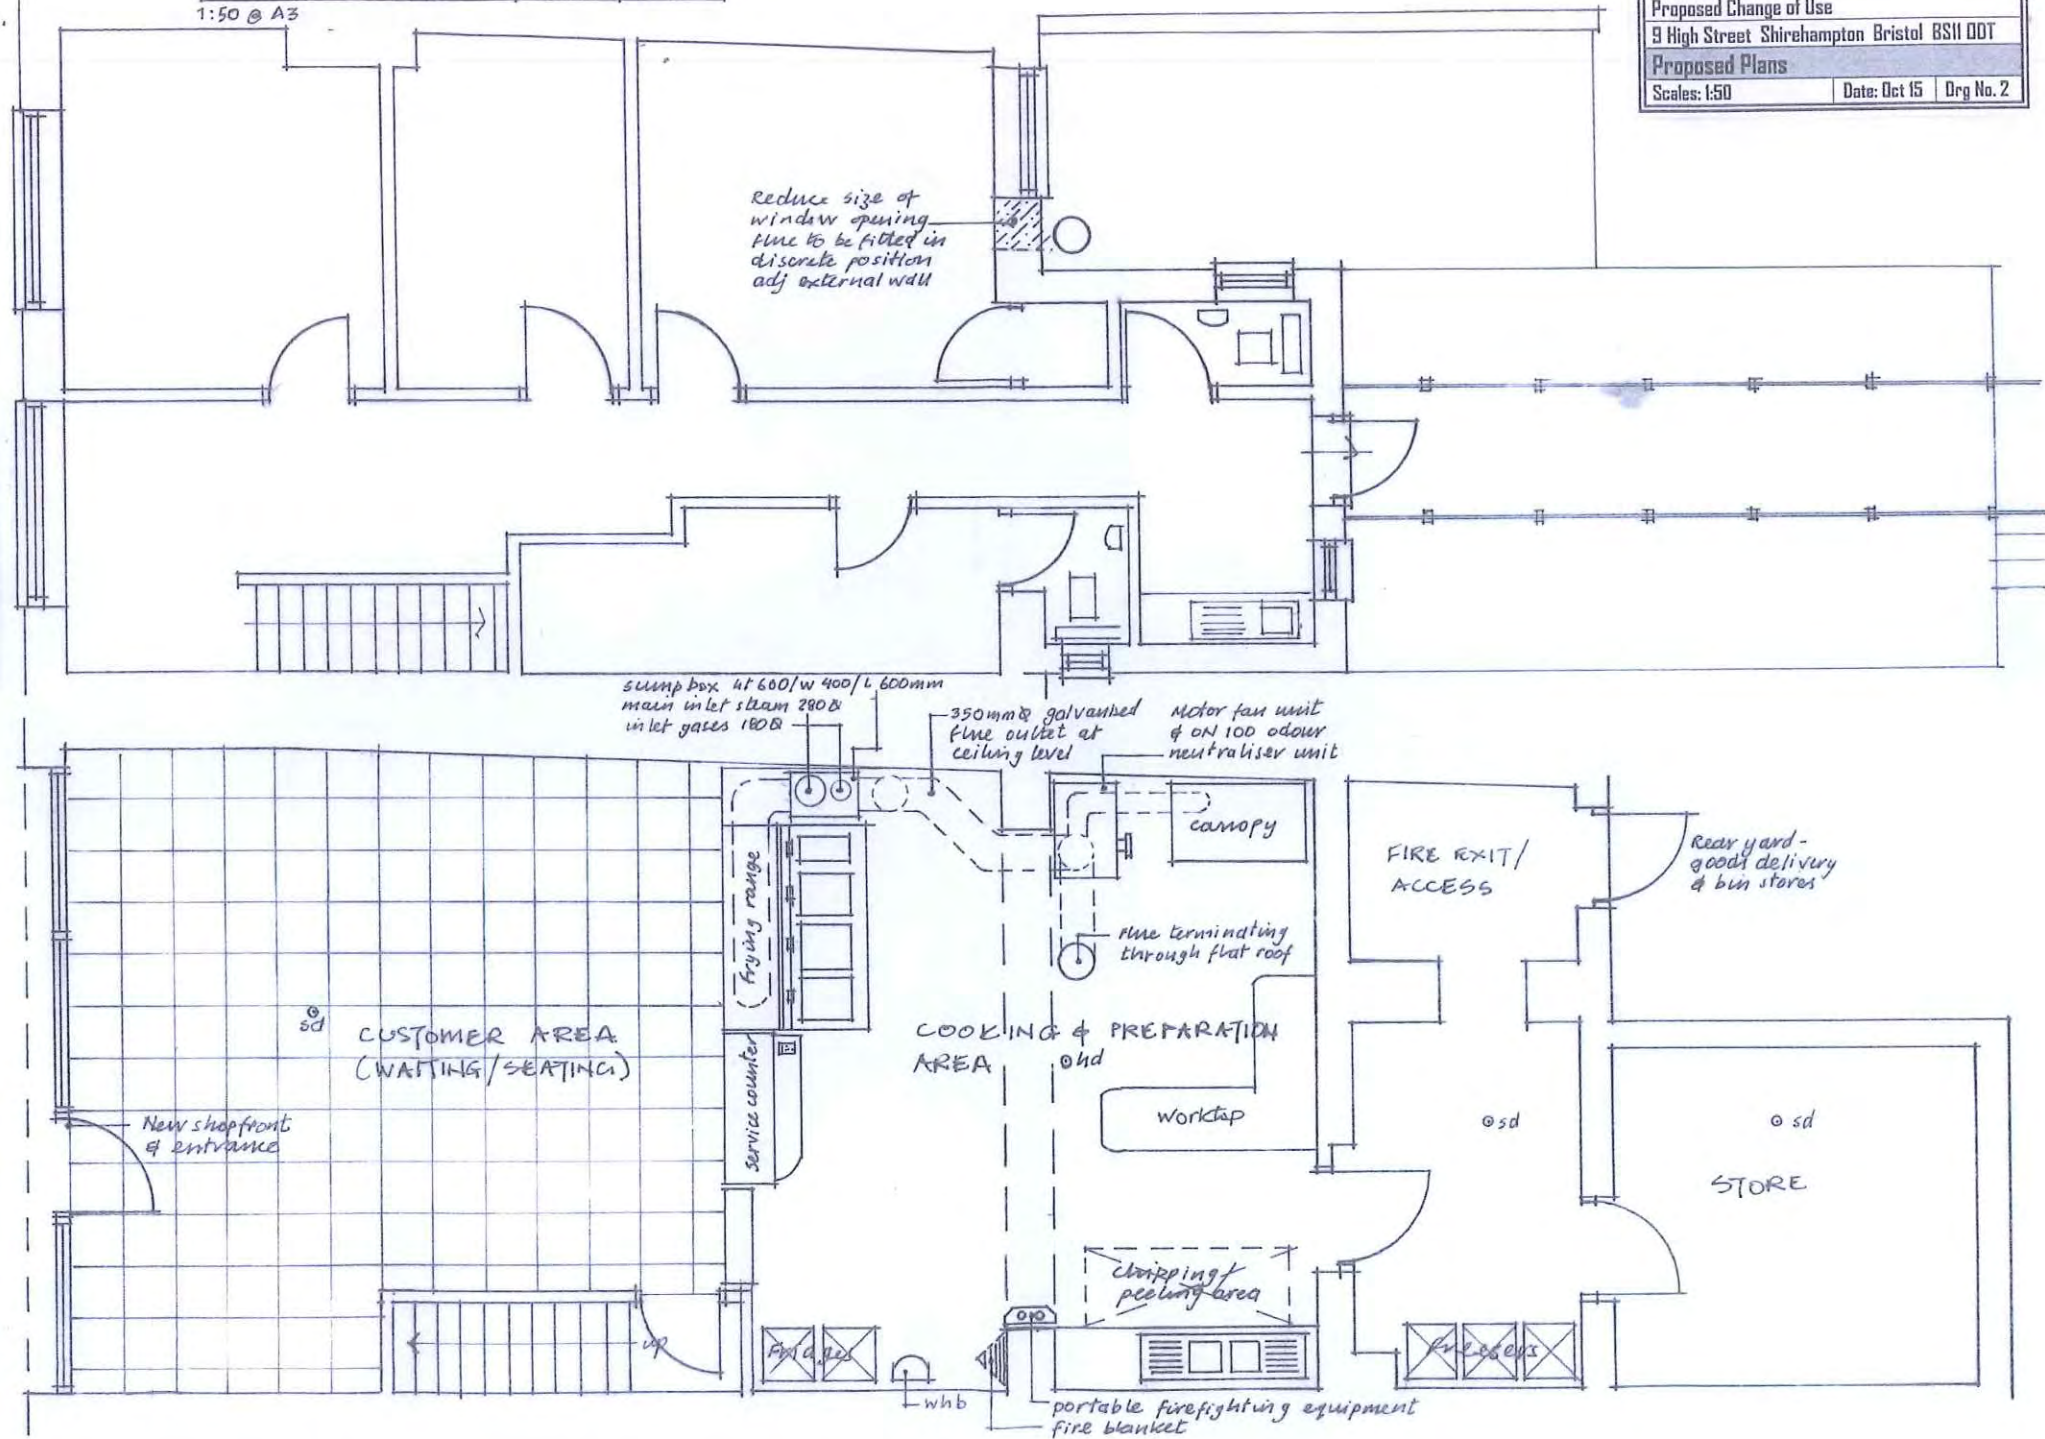 1:50 @ A3
Proposed Change of Use
9 High Street Shirehampton Bristol BS11 0DT
Proposed Plans
Scales: 1:50
Date: Oct 15
Drg No. 2
Reduce size of
window opening
flue to be fitted in
discrete position
adj external wall
sump box ht 600/w 400/L 600mm
main inlet steam 280Ø
inlet gases 180Ø
350mmØ galvanised
flue outlet at
ceiling level
Motor fan unit
& ON 100 odour
neutraliser unit
canopy
frying range
FIRE EXIT/
ACCESS
Rear yard-
goods delivery
& bin stores
flue terminating
through flat roof
sd
CUSTOMER AREA
(WAITING/SEATING)
service counter
COOKING & PREPARATION
AREA
hd
worktop
New shopfront
& entrance
sd
sd
STORE
chipping/
peeling area
up
Fridges
freezers
whb
portable firefighting equipment
fire blanket